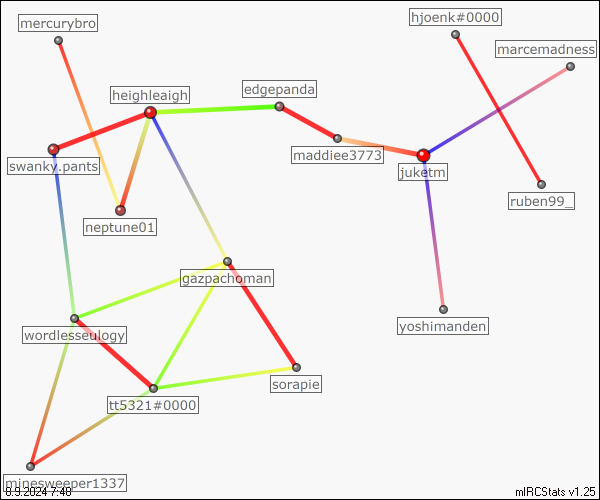 mercurybro
hjoenk#0000
marcemadness
heighleaigh
edgepanda
maddiee3773
swanky.pants
juketm
ruben99_
neptune01
gazpachoman
yoshimanden
wordlesseulogy
sorapie
tt5321#0000
minesweeper1337
8.9.2024 7:40
mIRCStats v1.25